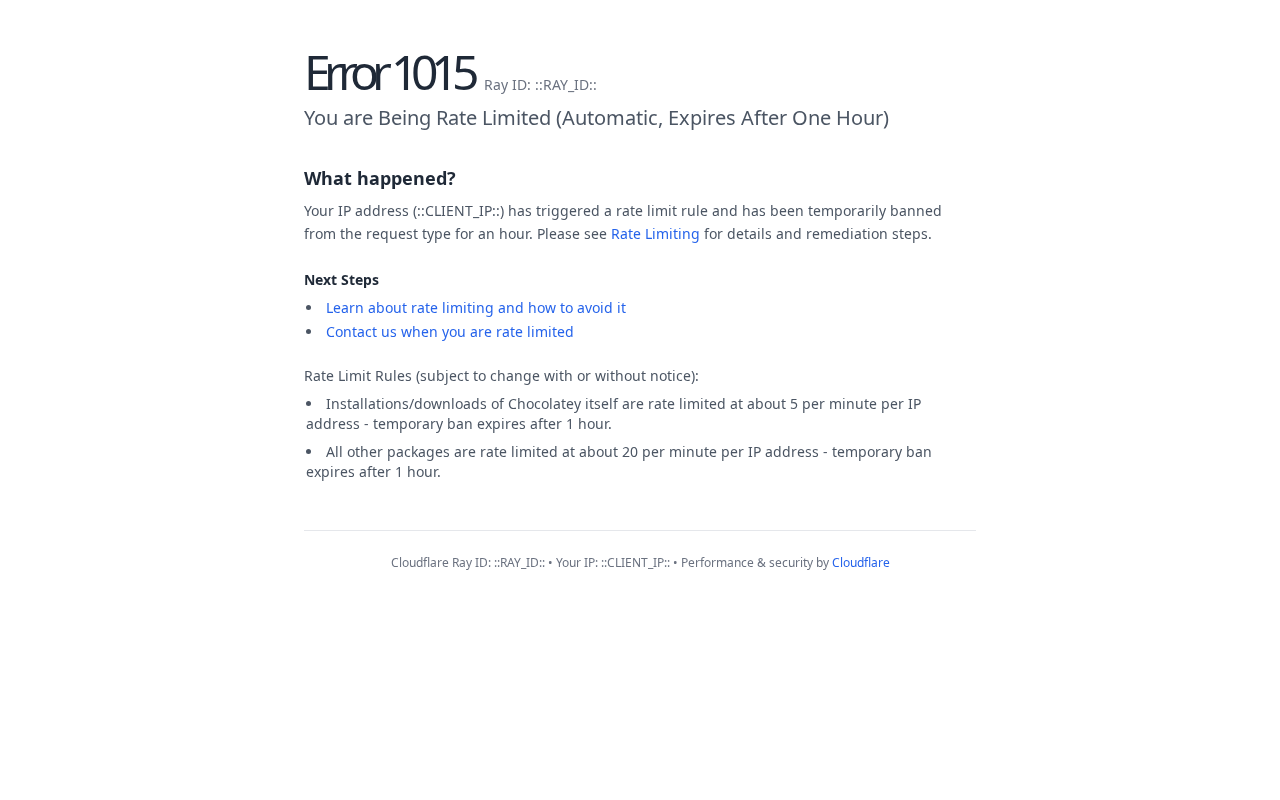 Error 1015 Ray ID: ::RAY_ID::
You are Being Rate Limited (Automatic, Expires After One Hour)
What happened?
Your IP address (::CLIENT_IP::) has triggered a rate limit rule and has been temporarily banned
from the request type for an hour. Please see Rate Limiting for details and remediation steps.
Next Steps
• Learn about rate limiting and how to avoid it
• Contact us when you are rate limited
Rate Limit Rules (subject to change with or without notice):
• Installations/downloads of Chocolatey itself are rate limited at about 5 per minute per IP
address - temporary ban expires after 1 hour.
• All other packages are rate limited at about 20 per minute per IP address - temporary ban
expires after 1 hour.
Cloudflare Ray ID: ::RAY_ID:: • Your IP: ::CLIENT_IP:: • Performance & security by Cloudflare